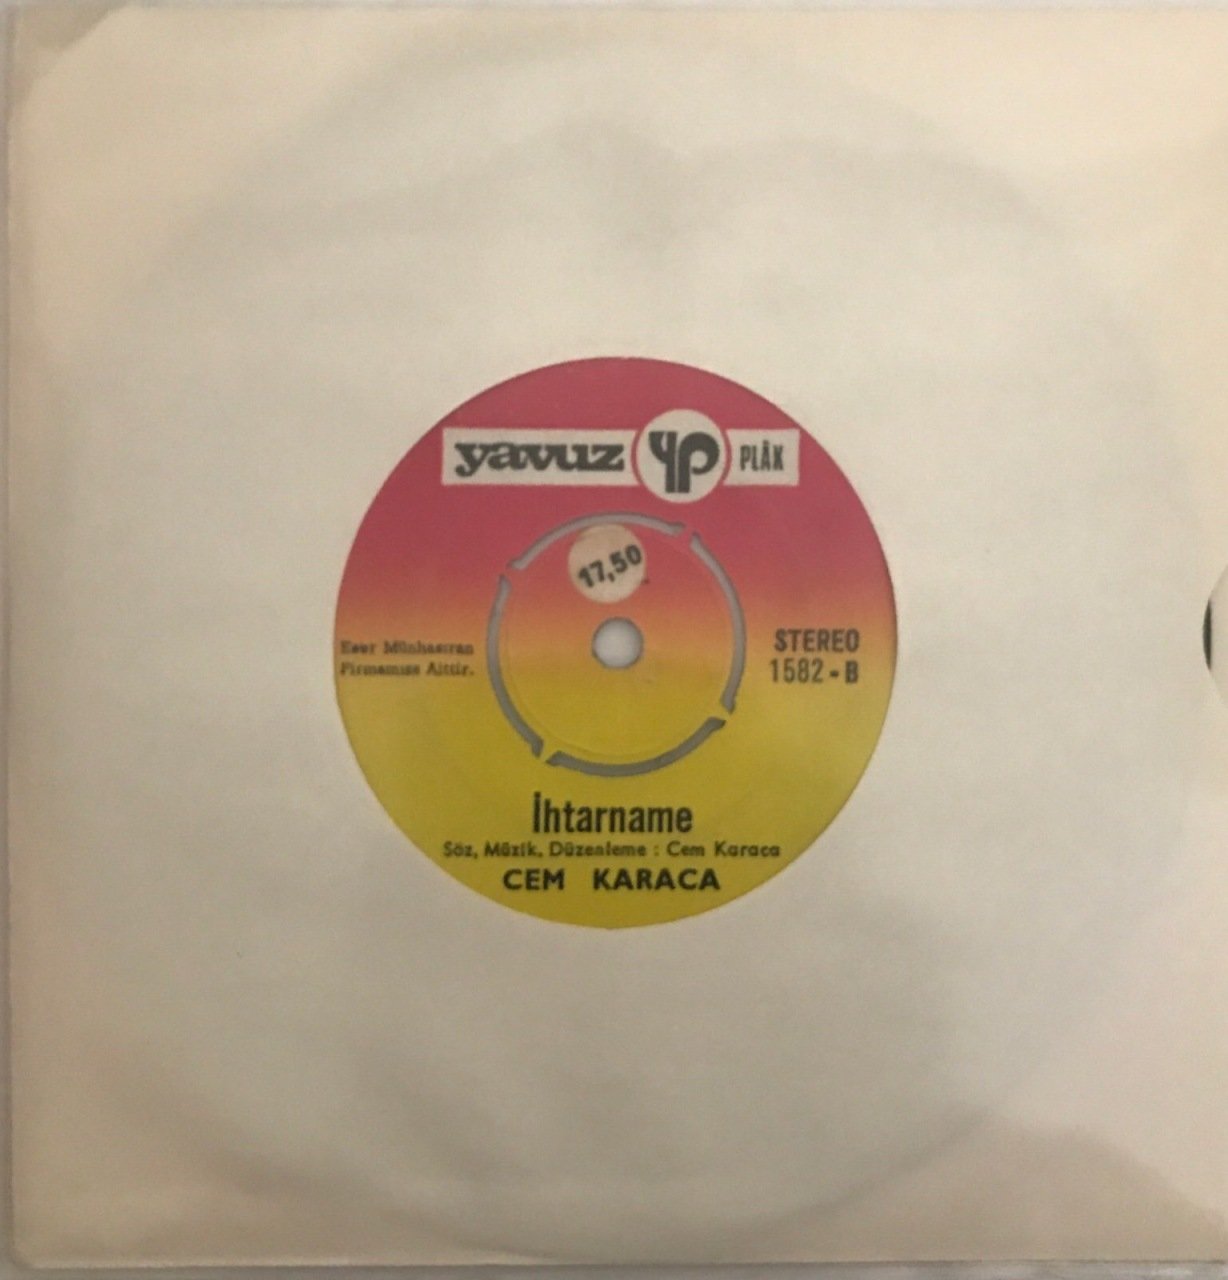 yavuz yp PLÂK
17,50
Eser Münhasıran
Firmamıza Aittir.
STEREO
1582-B
İhtarname
Söz, Müzik, Düzenleme : Cem Karaca
CEM KARACA